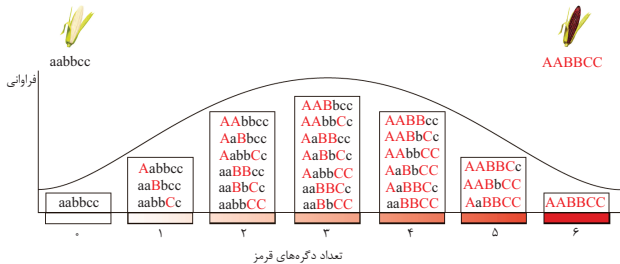 aabbcc
AABBCC
فراوانی
aabbcc
Aabbcc
aaBbcc
aabbCc
AAbbcc
AaBbcc
AabbCc
aaBBcc
aaBbCc
aabbCC
AABbcc
AAbbCc
AaBBcc
AaBbCc
AabbCC
aaBBCc
aaBbCC
AABBcc
AABbCc
AAbbCC
AaBbCC
AaBBCc
aaBBCC
AABBCc
AABbCC
AaBBCC
AABBCC
۰ ۱ ۲ ۳ ۴ ۵ ۶
تعداد دگره‌های قرمز